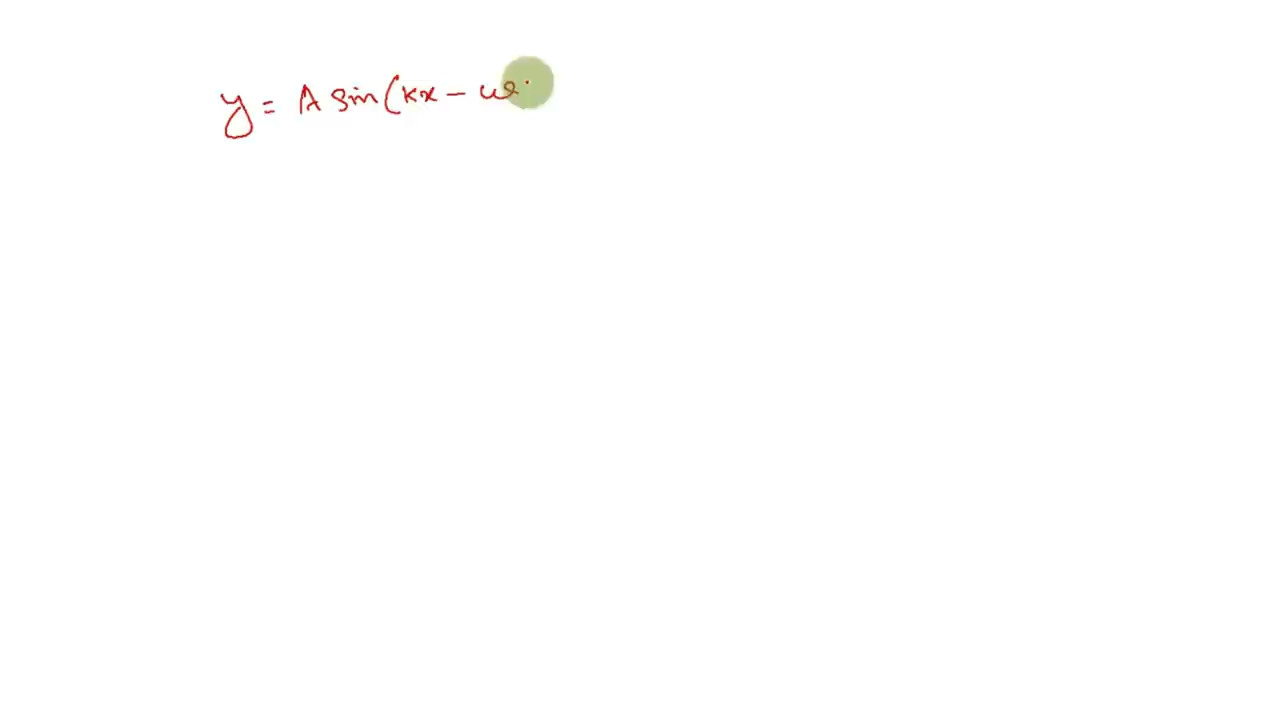 y = A sin(kx - ω